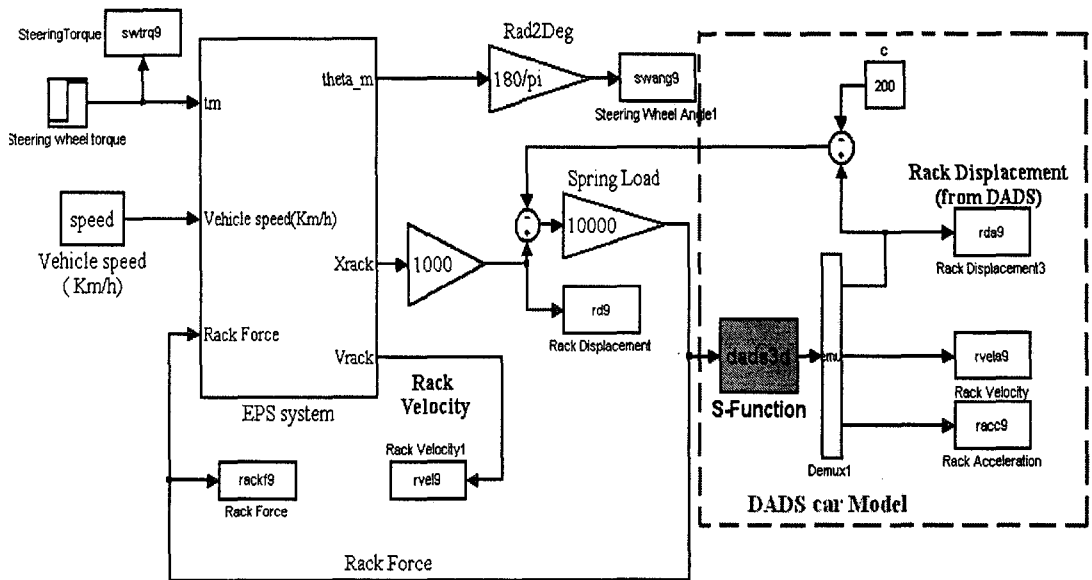 SteeringTorque
swtrq9
Steering wheel torque
tm
speed
Vehicle speed
( Km/h)
Vehicle speed(Km/h)
Rack Force
EPS system
theta_m
Xrack
Vrack
Rad2Deg
180/pi
swang9
Steering Wheel Angle1
1000
Spring Load
10000
rd9
Rack Displacement
Rack
Velocity
Rack Velocity1
rvel9
rackf9
Rack Force
Rack Force
c
200
Rack Displacement
(from DADS)
rda9
Rack Displacement3
dads3d
S-Function
emu
Demux1
rvela9
Rack Velocity
racc9
Rack Acceleration
DADS car Model